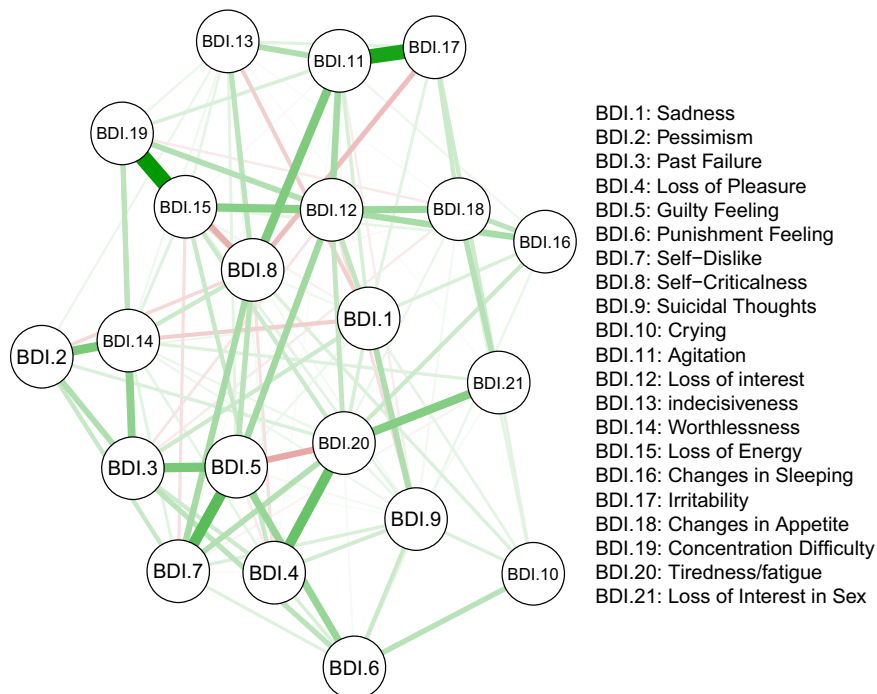 BDI.13
BDI.11
BDI.17
BDI.19
BDI.15
BDI.12
BDI.18
BDI.16
BDI.8
BDI.1
BDI.14
BDI.2
BDI.21
BDI.20
BDI.3
BDI.5
BDI.9
BDI.7
BDI.4
BDI.10
BDI.6
BDI.1: Sadness
BDI.2: Pessimism
BDI.3: Past Failure
BDI.4: Loss of Pleasure
BDI.5: Guilty Feeling
BDI.6: Punishment Feeling
BDI.7: Self−Dislike
BDI.8: Self−Criticalness
BDI.9: Suicidal Thoughts
BDI.10: Crying
BDI.11: Agitation
BDI.12: Loss of interest
BDI.13: indecisiveness
BDI.14: Worthlessness
BDI.15: Loss of Energy
BDI.16: Changes in Sleeping
BDI.17: Irritability
BDI.18: Changes in Appetite
BDI.19: Concentration Difficulty
BDI.20: Tiredness/fatigue
BDI.21: Loss of Interest in Sex